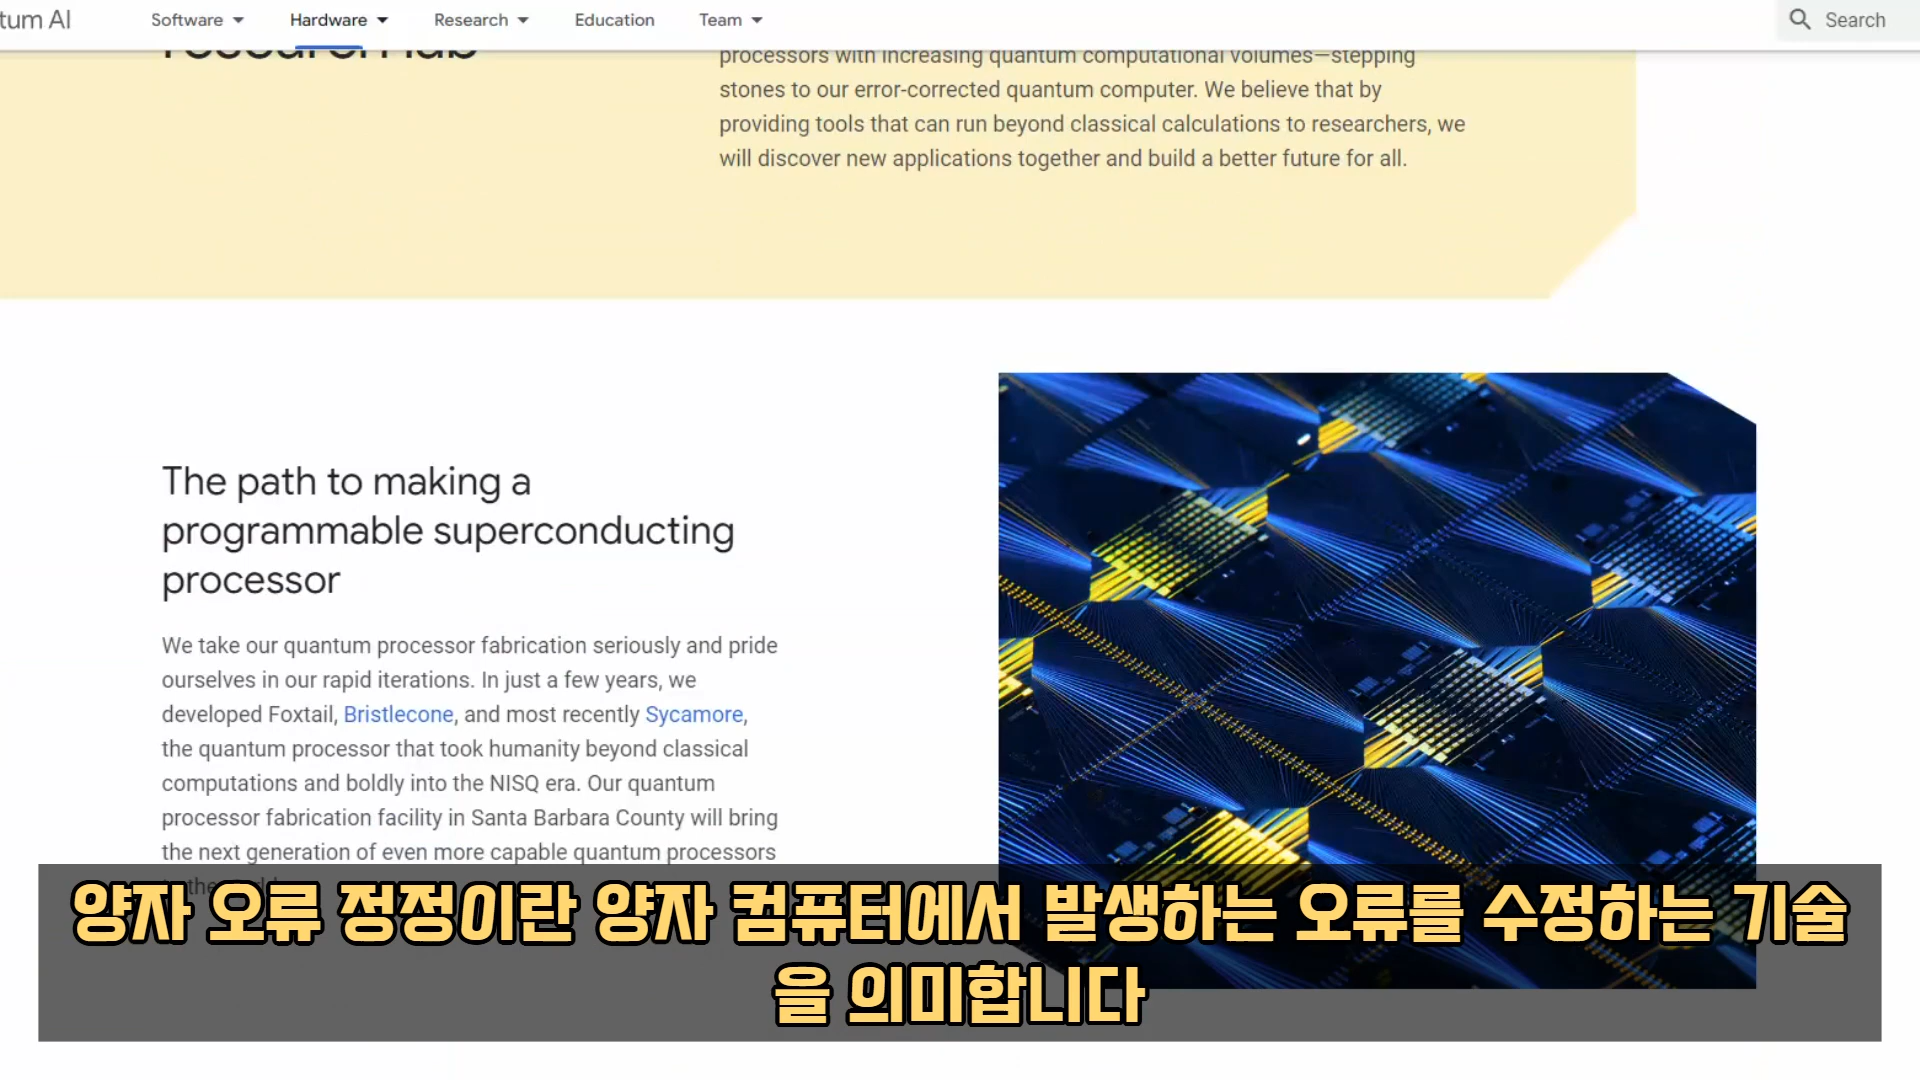 tum AI
Software
Hardware
Research
Education
Team
Search
research hub
processors with increasing quantum computational volumes—stepping
stones to our error-corrected quantum computer. We believe that by
providing tools that can run beyond classical calculations to researchers, we
will discover new applications together and build a better future for all.
The path to making a
programmable superconducting
processor
We take our quantum processor fabrication seriously and pride
ourselves in our rapid iterations. In just a few years, we
developed Foxtail, Bristlecone, and most recently Sycamore,
the quantum processor that took humanity beyond classical
computations and boldly into the NISQ era. Our quantum
processor fabrication facility in Santa Barbara County will bring
the next generation of even more capable quantum processors
양자 오류 정정이란 양자 컴퓨터에서 발생하는 오류를 수정하는 기술
을 의미합니다